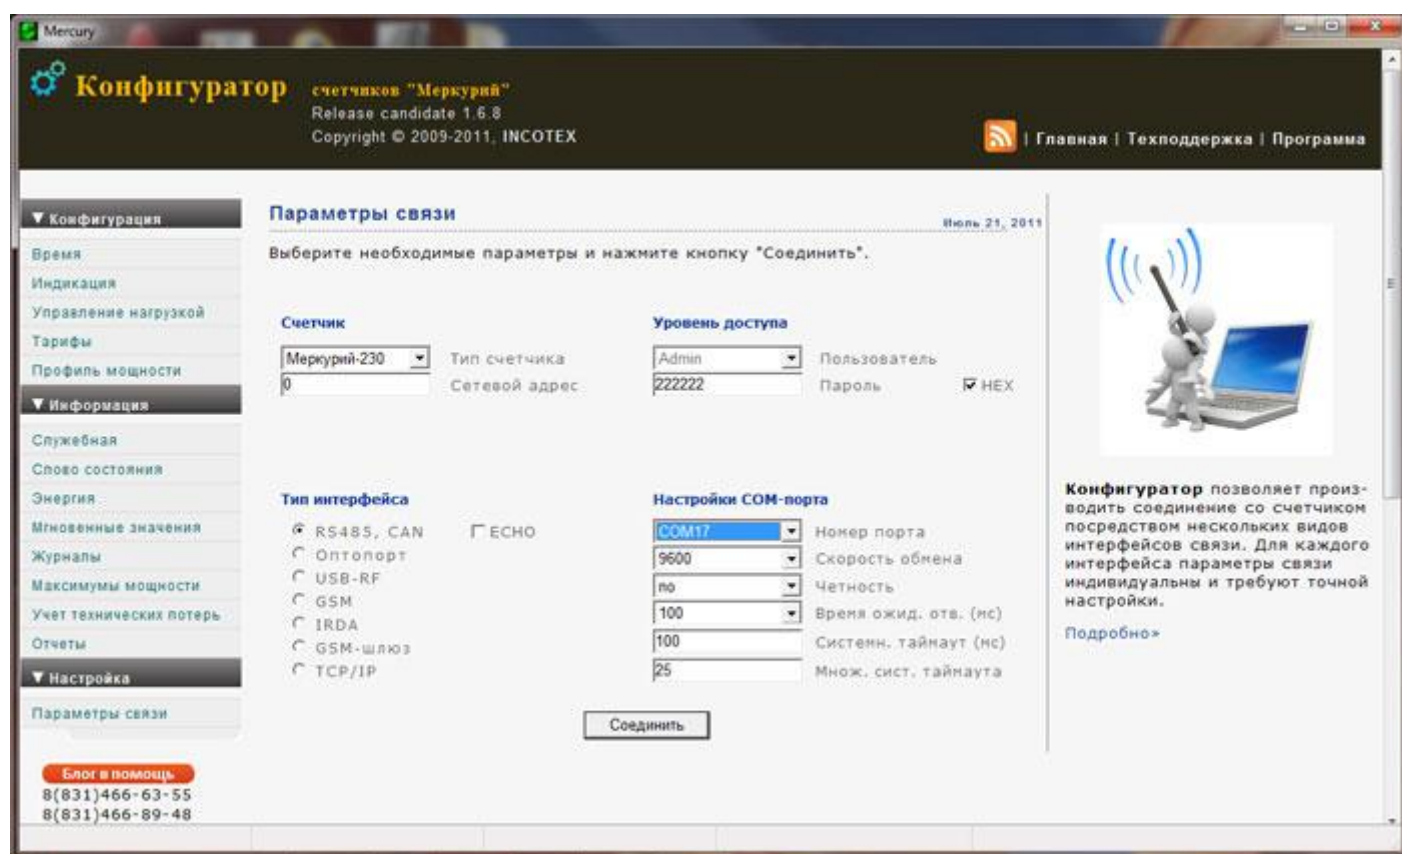 Mercury
Конфигуратор счетчиков "Меркурий"
Release candidate 1.6.8
Copyright © 2009-2011, INCOTEX
| Главная | Техподдержка | Программа
▼ Конфигурация
Время
Индикация
Управление нагрузкой
Тарифы
Профиль мощности
▼ Информация
Служебная
Слово состояния
Энергия
Мгновенные значения
Журналы
Максимумы мощности
Учет технических потерь
Отчеты
▼ Настройка
Параметры связи
Блог в помощь
8(831)466-63-55
8(831)466-89-48
Параметры связи
Июль 21, 2011
Выберите необходимые параметры и нажмите кнопку "Соединить".
Счетчик
Меркурий-230 Тип счетчика
0 Сетевой адрес
Уровень доступа
Admin Пользователь
222222 Пароль HEX
Тип интерфейса
RS485, CAN ECHO
Оптопорт
USB-RF
GSM
IRDA
GSM-шлюз
TCP/IP
Настройки COM-порта
COM17 Номер порта
9600 Скорость обмена
no Четность
100 Время ожид. отв. (мс)
100 Системн. таймаут (мс)
25 Множ. сист. таймаута
Соединить
Конфигуратор позволяет произ-
водить соединение со счетчиком
посредством нескольких видов
интерфейсов связи. Для каждого
интерфейса параметры связи
индивидуальны и требуют точной
настройки.
Подробно»